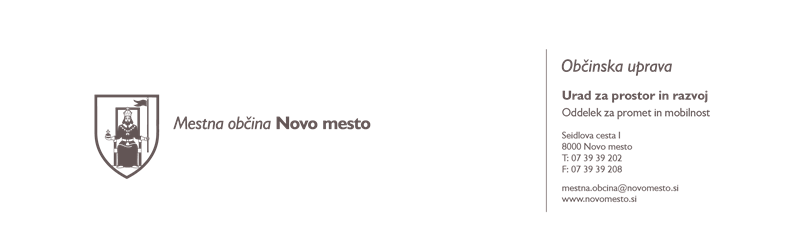 Mestna občina Novo mesto
Občinska uprava
Urad za prostor in razvoj
Oddelek za promet in mobilnost
Seidlova cesta 1
8000 Novo mesto
T: 07 39 39 202
F: 07 39 39 208
mestna.obcina@novomesto.si
www.novomesto.si